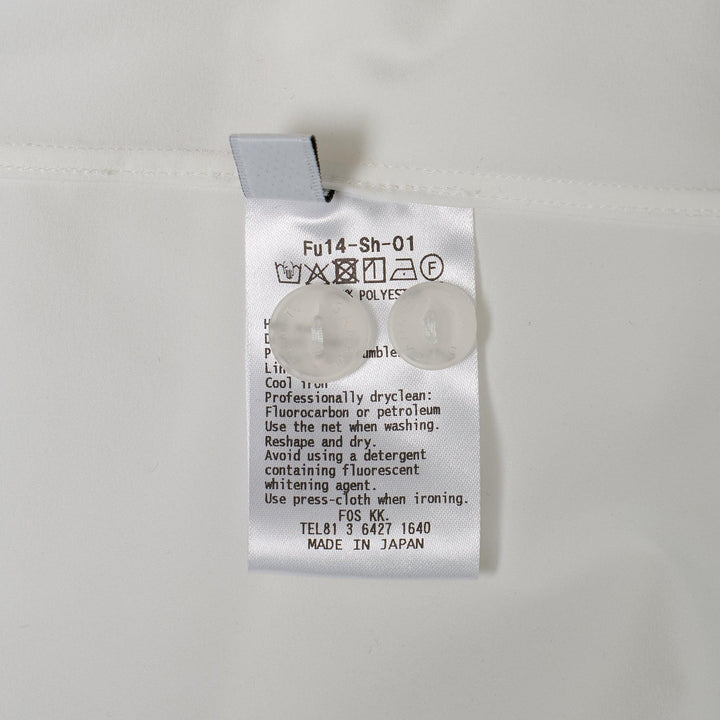 Fu14-Sh-01
F
% POLYEST
Cool iron
Professionally dryclean:
Fluorocarbon or petroleum
Use the net when washing.
Reshape and dry.
Avoid using a detergent
containing fluorescent
whitening agent.
Use press-cloth when ironing.
FOS KK.
TEL81 3 6427 1640
MADE IN JAPAN